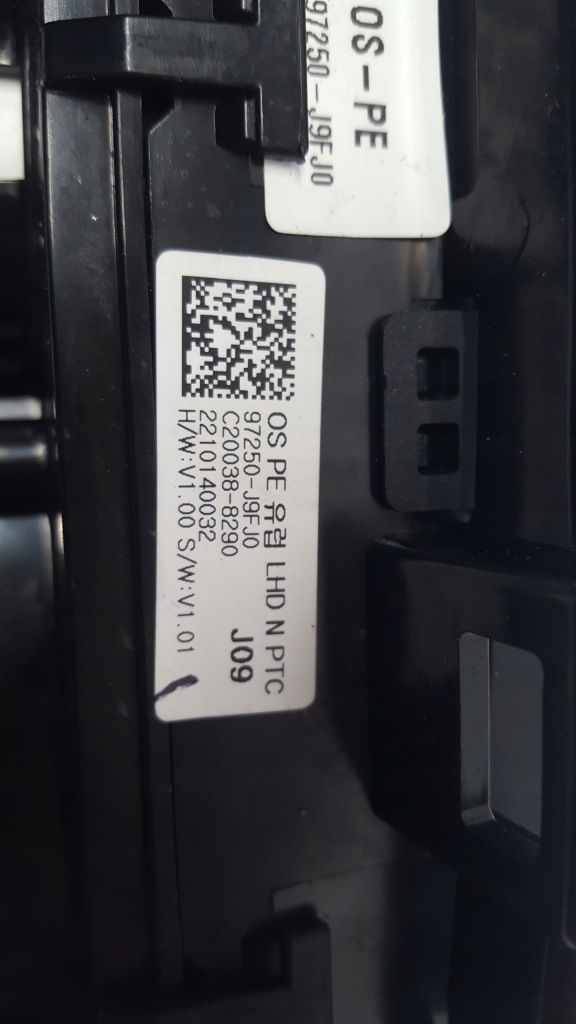 OS-PE
97250-J9FJ0
OS PE 유럽 LHD N PTC
97250-J9FJ0
C20038-8290
J09
2210140032
H/W:V1.00 S/W:V1.01